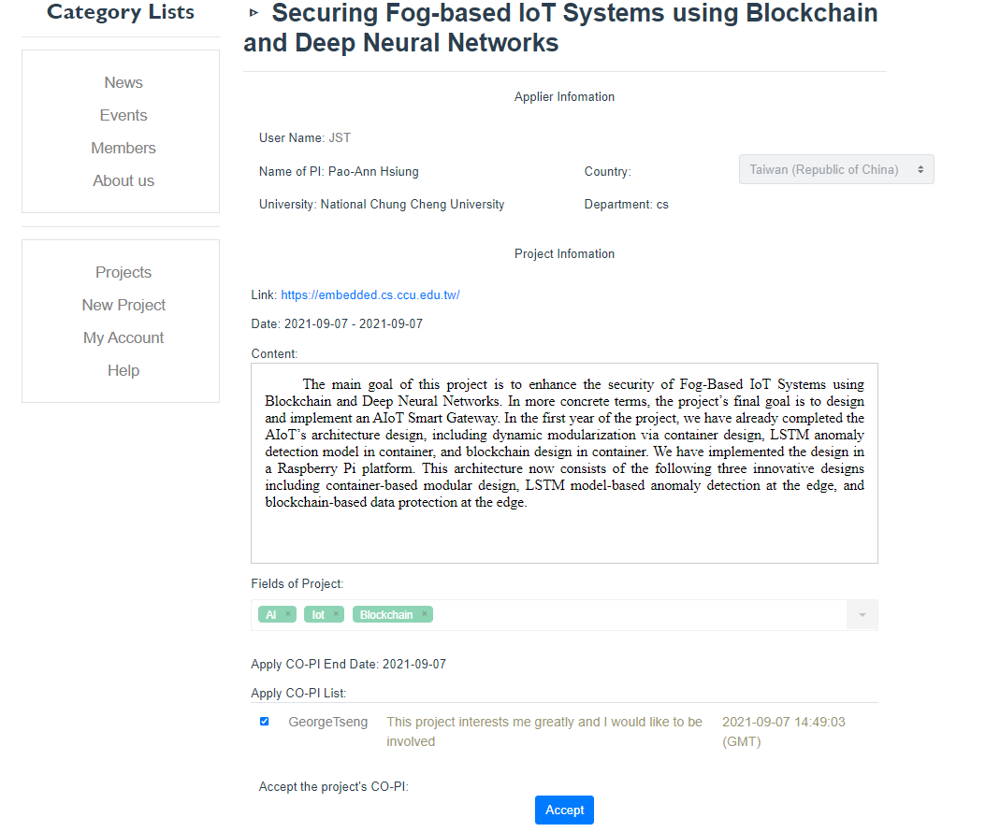 Category Lists
News
Events
Members
About us
Projects
New Project
My Account
Help
Securing Fog-based IoT Systems using Blockchain
and Deep Neural Networks
Applier Infomation
User Name: JST
Name of PI: Pao-Ann Hsiung
Country:
Taiwan (Republic of China)
University: National Chung Cheng University
Department: cs
Project Infomation
Link: https://embedded.cs.ccu.edu.tw/
Date: 2021-09-07 - 2021-09-07
Content:
The main goal of this project is to enhance the security of Fog-Based IoT Systems using
Blockchain and Deep Neural Networks. In more concrete terms, the project’s final goal is to design
and implement an AIoT Smart Gateway. In the first year of the project, we have already completed the
AIoT’s architecture design, including dynamic modularization via container design, LSTM anomaly
detection model in container, and blockchain design in container. We have implemented the design in
a Raspberry Pi platform. This architecture now consists of the following three innovative designs
including container-based modular design, LSTM model-based anomaly detection at the edge, and
blockchain-based data protection at the edge.
Fields of Project:
AI × Iot × Blockchain ×
Apply CO-PI End Date: 2021-09-07
Apply CO-PI List:
GeorgeTseng
This project interests me greatly and I would like to be
involved
2021-09-07 14:49:03
(GMT)
Accept the project's CO-PI:
Accept